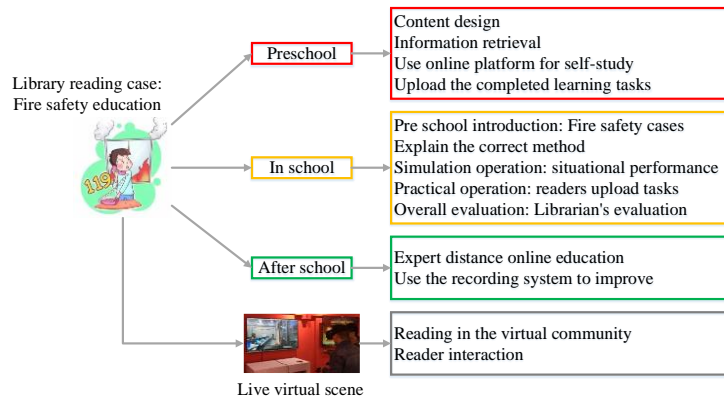 Library reading case:
Fire safety education
119
Preschool
Content design
Information retrieval
Use online platform for self-study
Upload the completed learning tasks
In school
Pre school introduction: Fire safety cases
Explain the correct method
Simulation operation: situational performance
Practical operation: readers upload tasks
Overall evaluation: Librarian's evaluation
After school
Expert distance online education
Use the recording system to improve
Live virtual scene
Reading in the virtual community
Reader interaction